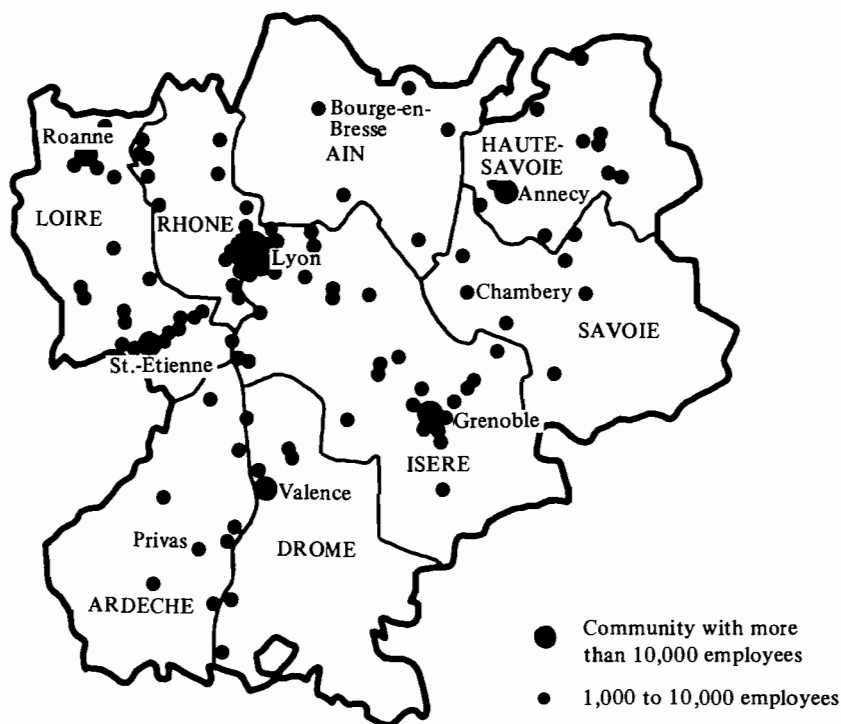 Roanne
Bourge-en-
Bresse
AIN
HAUTE-
SAVOIE
Annecy
LOIRE
RHONE
Lyon
Chambery
SAVOIE
St.-Etienne
Grenoble
ISERE
Valence
Privas
DROME
ARDECHE
Community with more
than 10,000 employees
1,000 to 10,000 employees